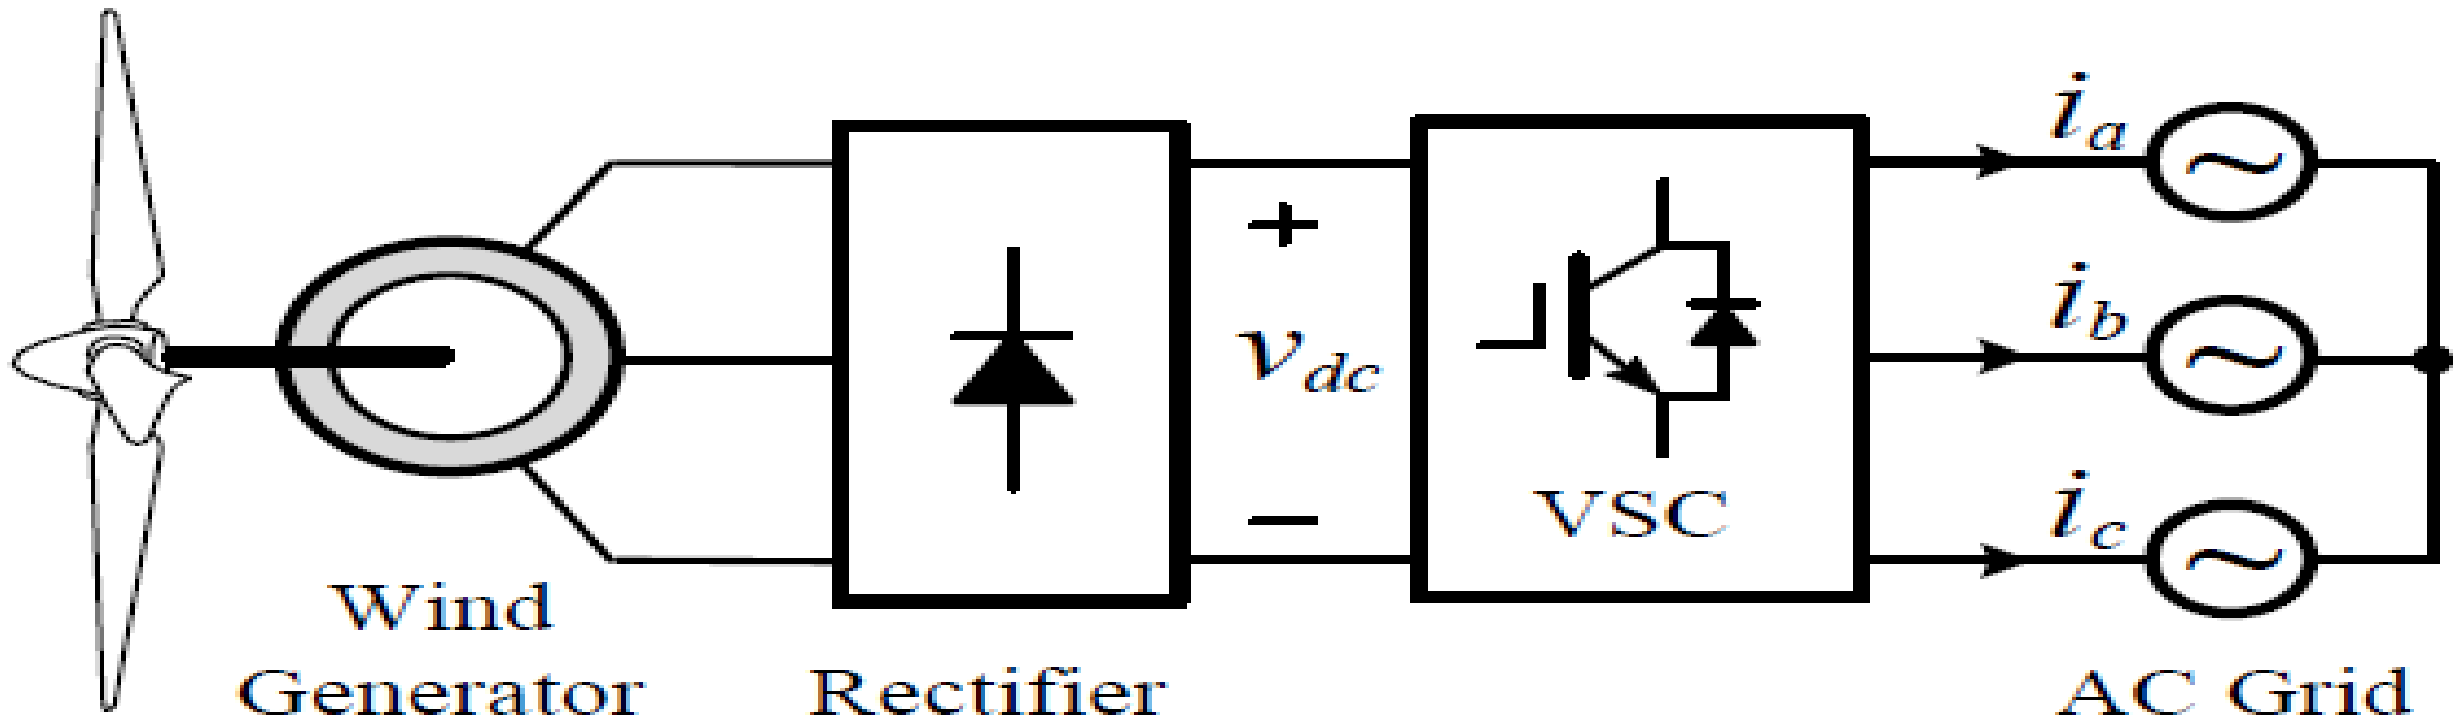 i_a
+
v_dc
−
i_b
VSC
i_c
Wind
Generator
Rectifier
AC Grid